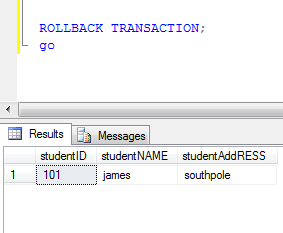 ROLLBACK TRANSACTION;
go
Results Messages
studentID studentNAME studentAddRESS
1 101 james southpole